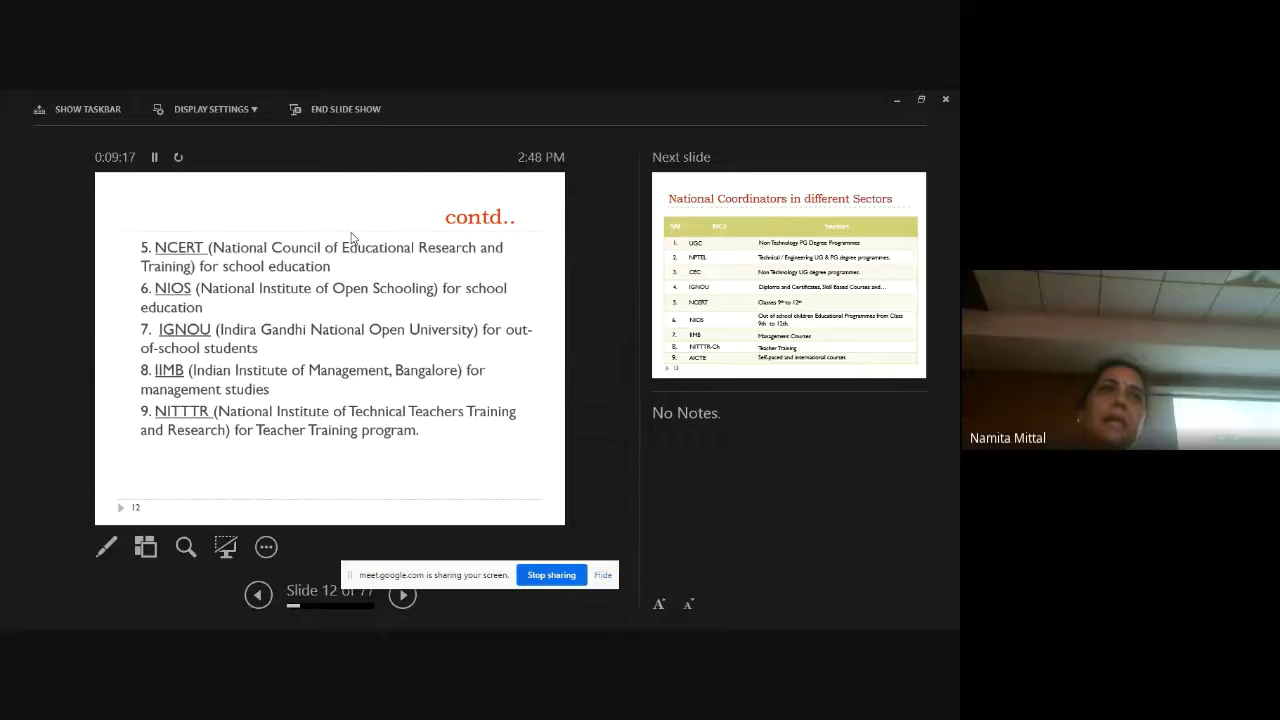 SHOW TASKBAR DISPLAY SETTINGS ▾ END SLIDE SHOW
0:09:17 2:48 PM
contd..
5. NCERT (National Council of Educational Research and
Training) for school education
6. NIOS (National Institute of Open Schooling) for school
education
7. IGNOU (Indira Gandhi National Open University) for out-
of-school students
8. IIMB (Indian Institute of Management, Bangalore) for
management studies
9. NITTTR (National Institute of Technical Teachers Training
and Research) for Teacher Training program.
12
Next slide
National Coordinators in different Sectors
SN NCs Sectors
1. UGC Non Technology PG Degree Programmes
2. NPTEL Technical / Engineering UG & PG degree programmes.
3. CEC Non Technology UG degree programmes.
4. IGNOU Diploma and Certificates, Skill Based Courses and...
5. NCERT Classes 9th to 12th
6. NIOS Out of school children Educational Programmes from Class
9th to 12th.
7. IIMB Management Courses
8. NITTTR-Ch Teacher Training
9. AICTE Self-paced and international courses
13
No Notes.
meet.google.com is sharing your screen. Stop sharing Hide
Slide 12 of 77
A A
Namita Mittal